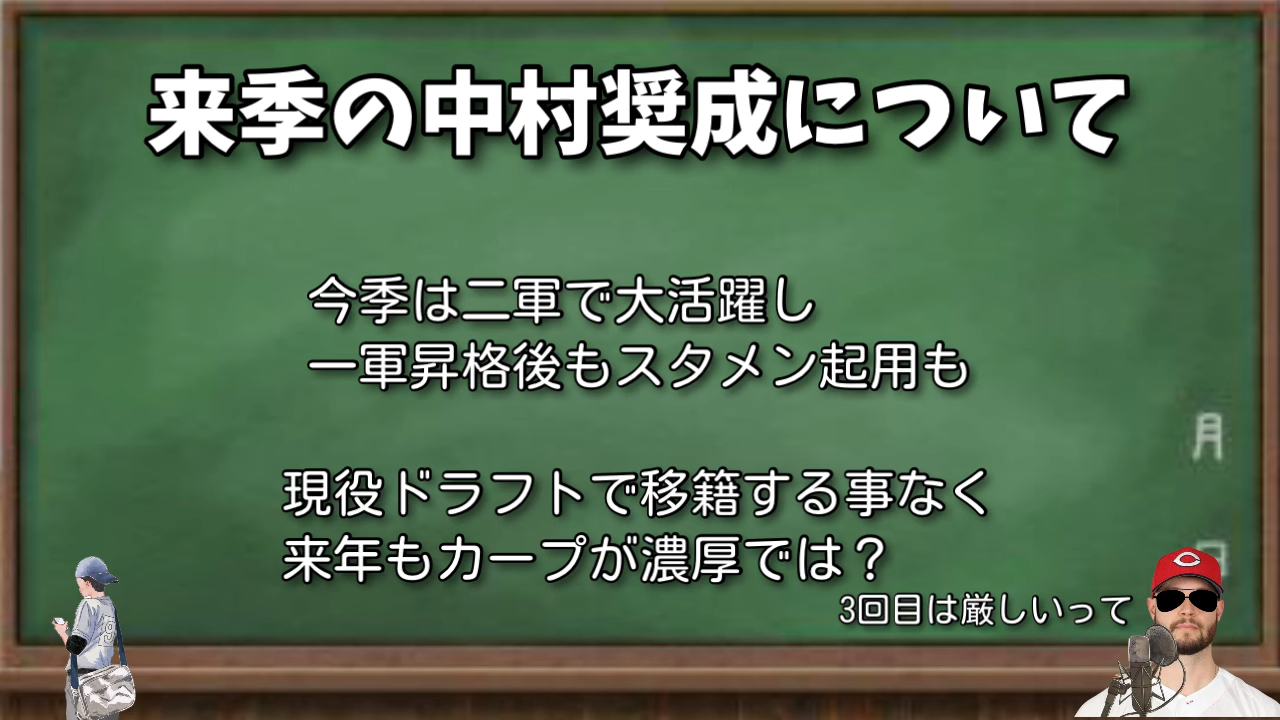 来季の中村奨成について
今季は二軍で大活躍し
一軍昇格後もスタメン起用も
月
現役ドラフトで移籍する事なく
来年もカープが濃厚では？
日
3回目は厳しいって